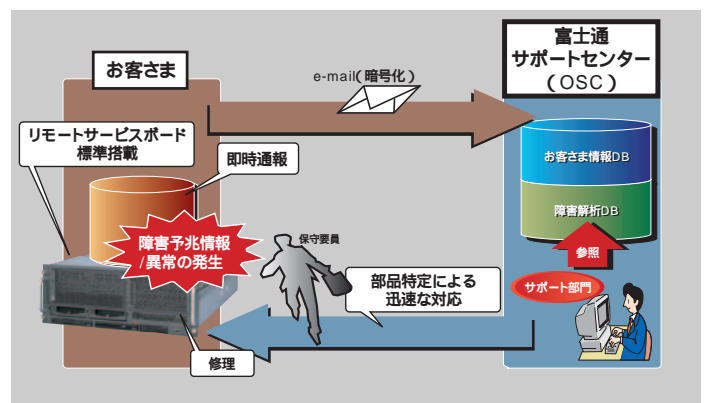 お客さま
富士通
サポートセンター
(OSC)
e-mail(暗号化)
リモートサービスボード
標準搭載
即時通報
お客さま情報DB
障害解析DB
障害予兆情報
/異常の発生
保守要員
参照
部品特定による
迅速な対応
サポート部門
修理